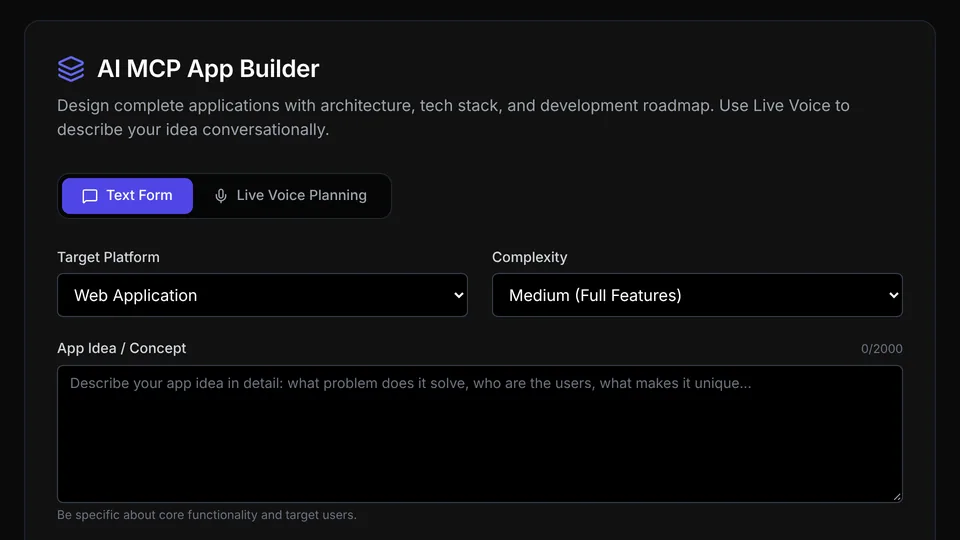 AI MCP App Builder
Design complete applications with architecture, tech stack, and development roadmap. Use Live Voice to
describe your idea conversationally.
Text Form
Live Voice Planning
Target Platform
Complexity
Web Application
Medium (Full Features)
App Idea / Concept
0/2000
Describe your app idea in detail: what problem does it solve, who are the users, what makes it unique...
Be specific about core functionality and target users.